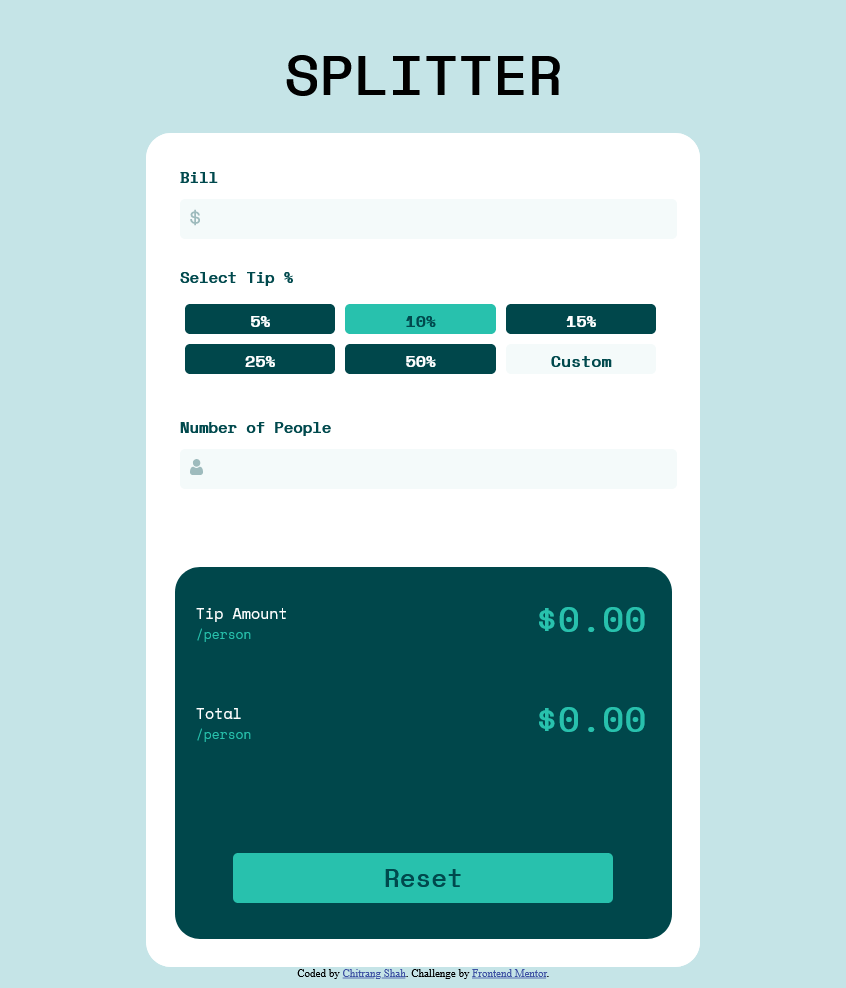 SPLITTER
Bill
$
Select Tip %
5% 10% 15%
25% 50% Custom
Number of People
Tip Amount $0.00
/person
Total $0.00
/person
Reset
Coded by Chitrang Shah. Challenge by Frontend Mentor.